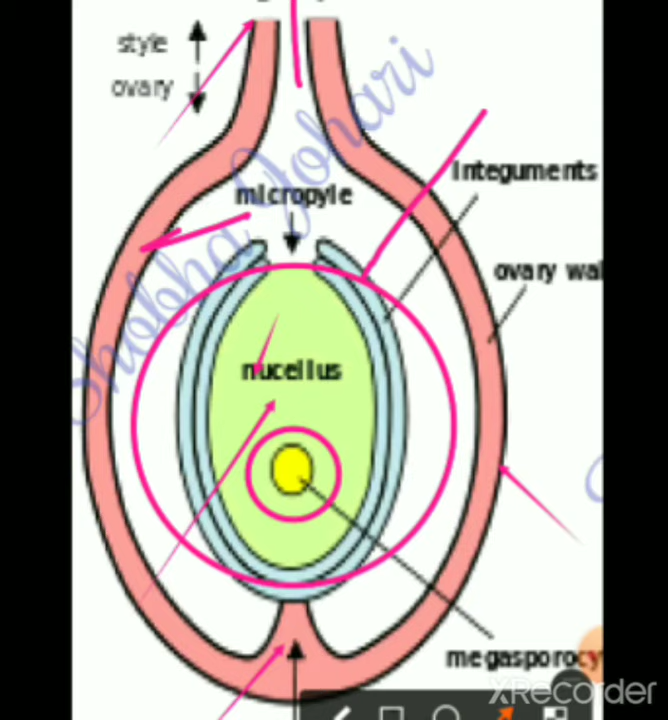 style
ovary
Shobha Johari
Integuments
micropyle
ovary wal
nucellus
megasporocy
XRecorder